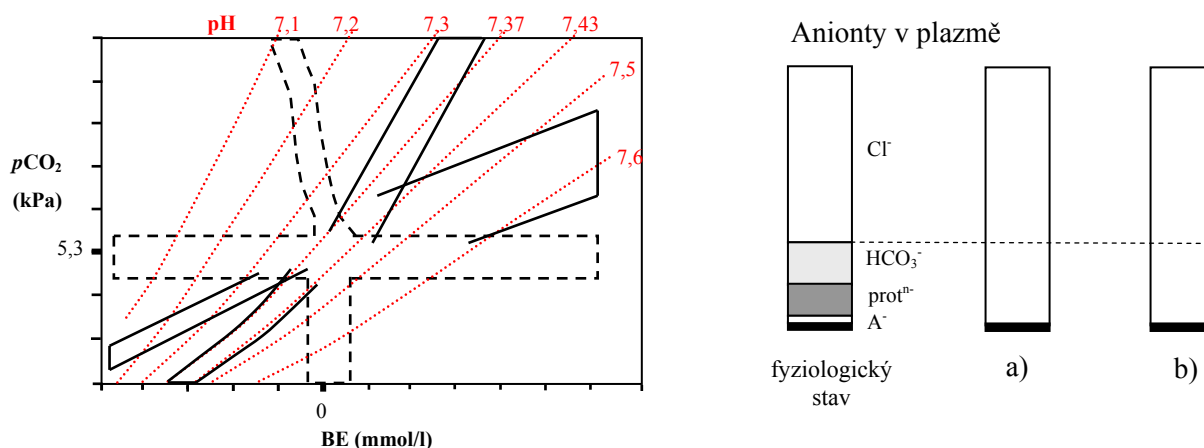 pH 7,1 7,2 7,3 7,37 7,43
7,5
7,6
pCO₂
(kPa)
5,3
0
BE (mmol/l)
Anionty v plazmě
Cl⁻
HCO₃⁻
protⁿ⁻
A⁻
fyziologický
stav
a)
b)